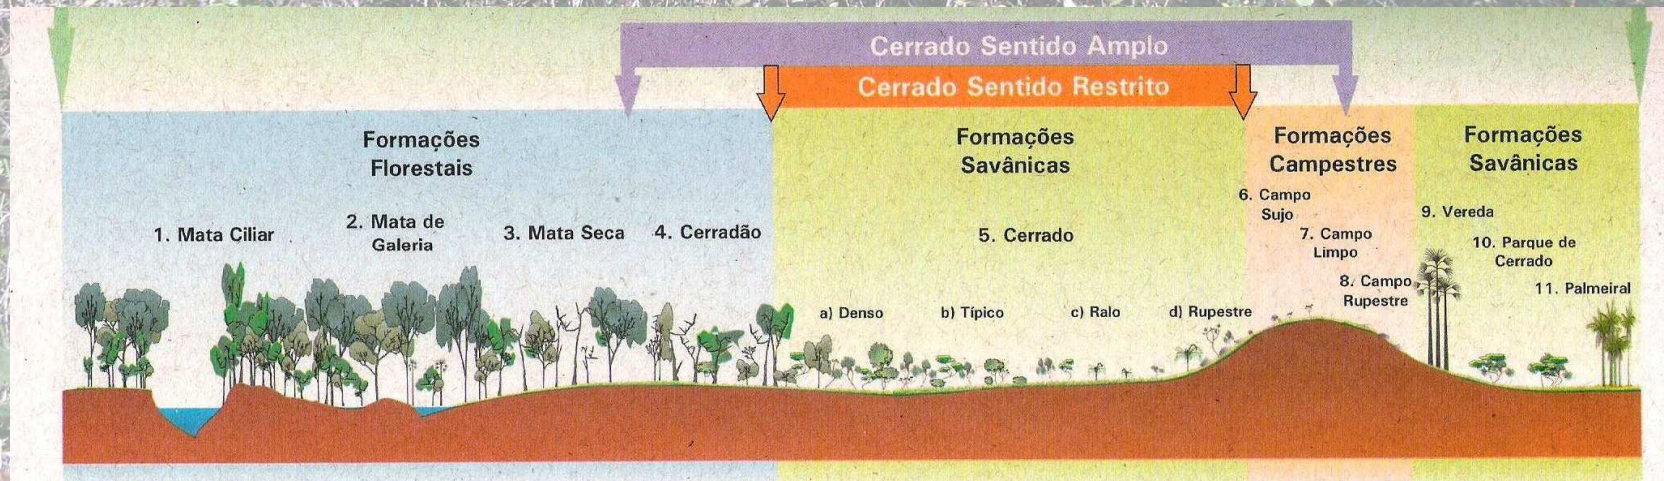 Cerrado Sentido Amplo
Cerrado Sentido Restrito
Formações
Florestais
1. Mata Ciliar
2. Mata de
Galeria
3. Mata Seca
4. Cerradão
Formações
Savânicas
5. Cerrado
a) Denso
b) Típico
c) Ralo
d) Rupestre
Formações
Campestres
6. Campo
Sujo
7. Campo
Limpo
8. Campo
Rupestre
Formações
Savânicas
9. Vereda
10. Parque de
Cerrado
11. Palmeiral